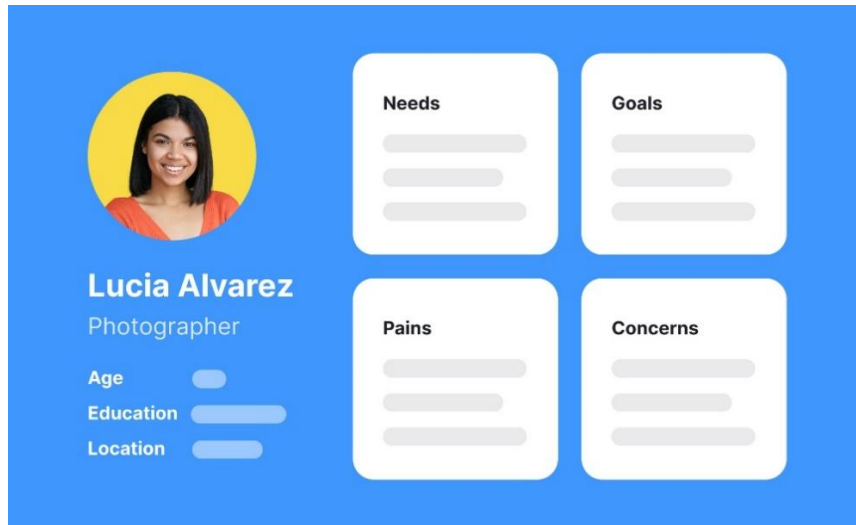 Lucia Alvarez
Photographer
Age
Education
Location
Needs
Goals
Pains
Concerns